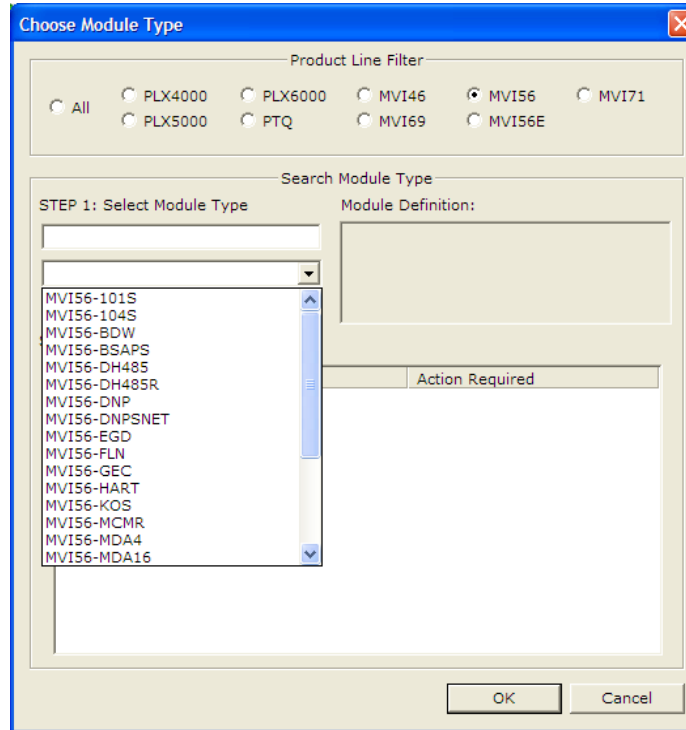 Choose Module Type
Product Line Filter
All
PLX4000
PLX6000
MVI46
MVI56
MVI71
PLX5000
PTQ
MVI69
MVI56E
Search Module Type
STEP 1: Select Module Type
Module Definition:
MVI56-101S
MVI56-104S
MVI56-BDW
MVI56-BSAPS
MVI56-DH485
MVI56-DH485R
MVI56-DNP
MVI56-DNPSNET
MVI56-EGD
MVI56-FLN
MVI56-GEC
MVI56-HART
MVI56-KOS
MVI56-MCMR
MVI56-MDA4
MVI56-MDA16
Action Required
OK
Cancel